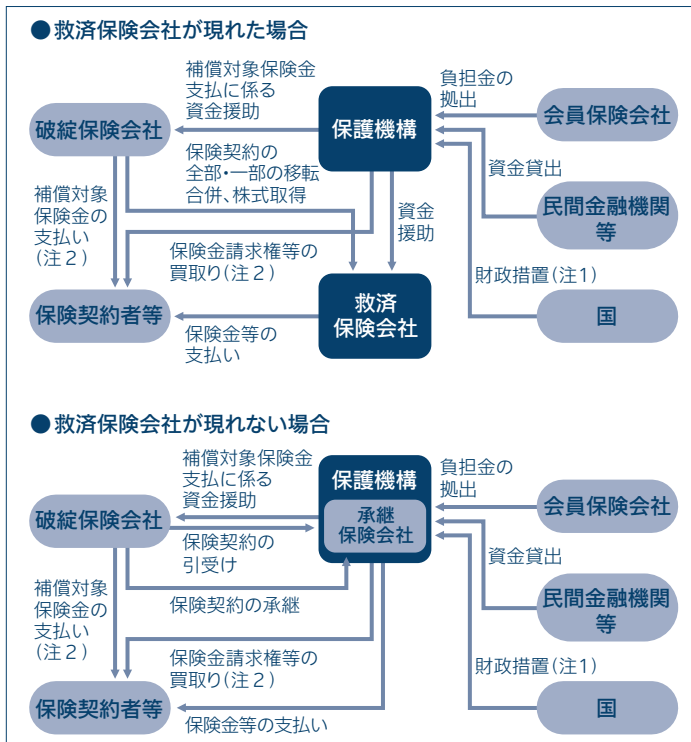 ●救済保険会社が現れた場合
補償対象保険金
支払に係る
資金援助
負担金の
拠出
破綻保険会社
保護機構
会員保険会社
保険契約の
全部・一部の移転
合併、株式取得
資金貸出
補償対象
保険金の
支払い
(注2)
資金
援助
民間金融機関
等
保険金請求権等の
買取り(注2)
財政措置(注1)
保険契約者等
救済
保険会社
国
保険金等の
支払い
●救済保険会社が現れない場合
補償対象保険金
支払に係る
資金援助
保護機構
負担金の
拠出
破綻保険会社
承継
保険会社
会員保険会社
保険契約の
引受け
資金貸出
補償対象
保険金の
支払い
(注2)
保険契約の承継
民間金融機関
等
保険金請求権等の
買取り(注2)
財政措置(注1)
保険契約者等
国
保険金等の支払い